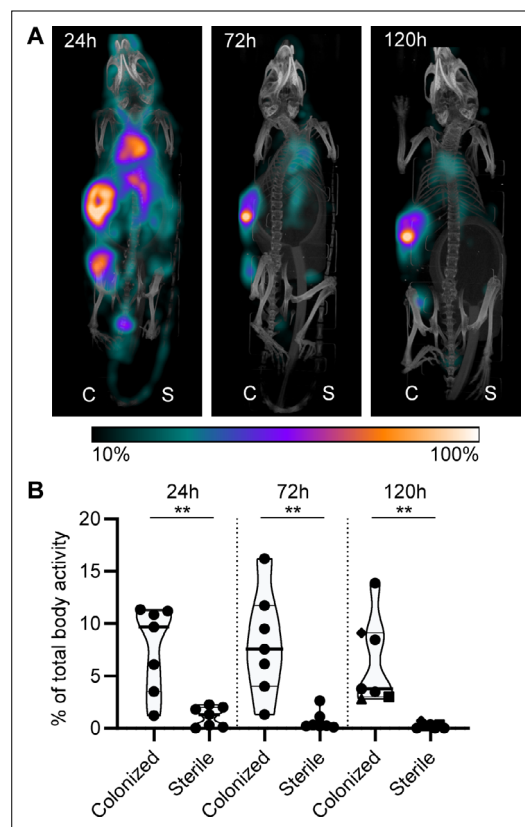 A
24h
72h
120h
C S
C S
C S
10% 100%
B
24h 72h 120h
** ** **
20
15
10
5
0
% of total body activity
Colonized
Sterile
Colonized
Sterile
Colonized
Sterile